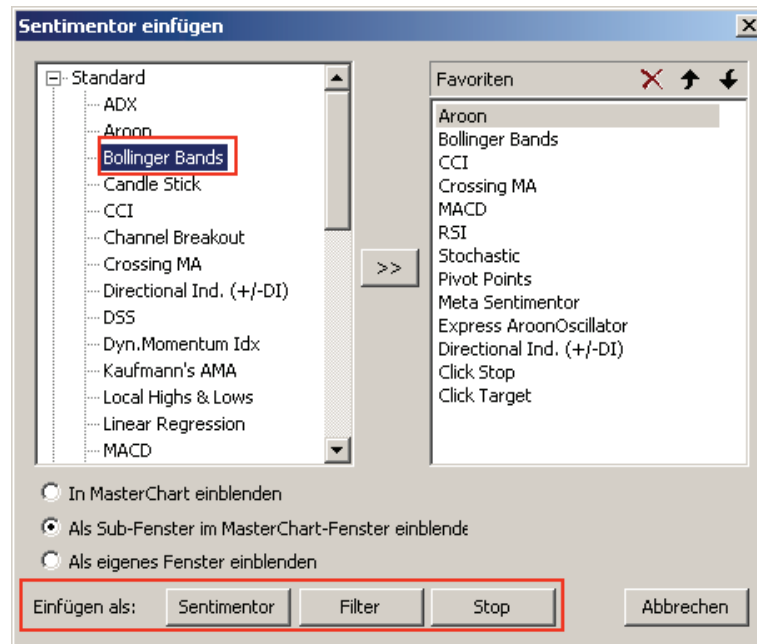 Sentimentor einfügen
Standard
ADX
Aroon
Bollinger Bands
Candle Stick
CCI
Channel Breakout
Crossing MA
Directional Ind. (+/-DI)
DSS
Dyn.Momentum Idx
Kaufmann's AMA
Local Highs & Lows
Linear Regression
MACD
>>
Favoriten
Aroon
Bollinger Bands
CCI
Crossing MA
MACD
RSI
Stochastic
Pivot Points
Meta Sentimentor
Express AroonOscillator
Directional Ind. (+/-DI)
Click Stop
Click Target
In MasterChart einblenden
Als Sub-Fenster im MasterChart-Fenster einblende
Als eigenes Fenster einblenden
Einfügen als: Sentimentor Filter Stop Abbrechen